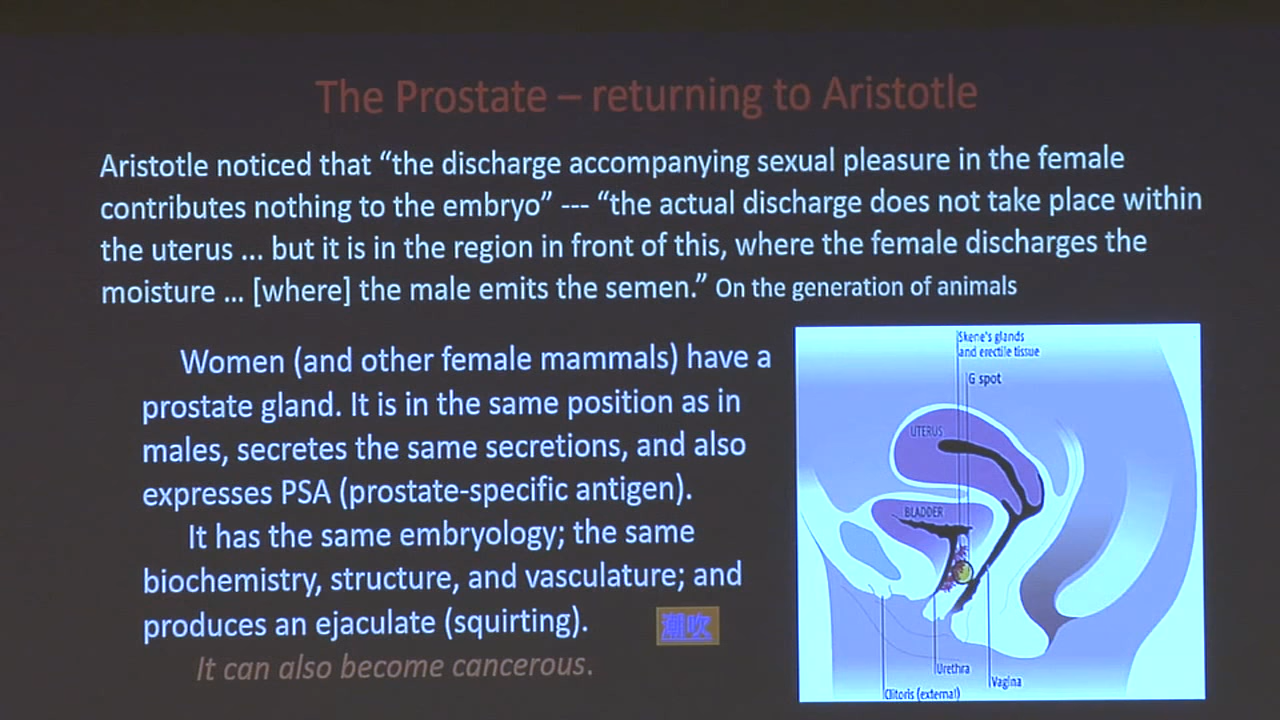 The Prostate – returning to Aristotle
Aristotle noticed that “the discharge accompanying sexual pleasure in the female
contributes nothing to the embryo” --- “the actual discharge does not take place within
the uterus ... but it is in the region in front of this, where the female discharges the
moisture ... [where] the male emits the semen.” On the generation of animals
Women (and other female mammals) have a
prostate gland. It is in the same position as in
males, secretes the same secretions, and also
expresses PSA (prostate-specific antigen).
It has the same embryology; the same
biochemistry, structure, and vasculature; and
produces an ejaculate (squirting).
潮吹
It can also become cancerous.
Skene's glands
and erectile tissue
G spot
UTERUS
BLADDER
Urethra
Vagina
Clitoris (external)